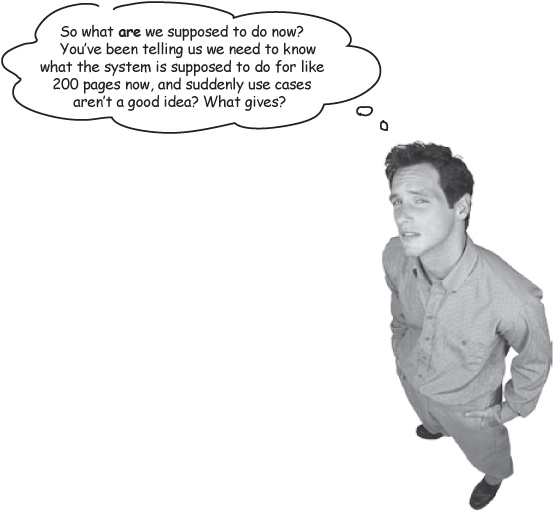 So what are we supposed to do now?
You've been telling us we need to know
what the system is supposed to do for like
200 pages now, and suddenly use cases
aren't a good idea? What gives?